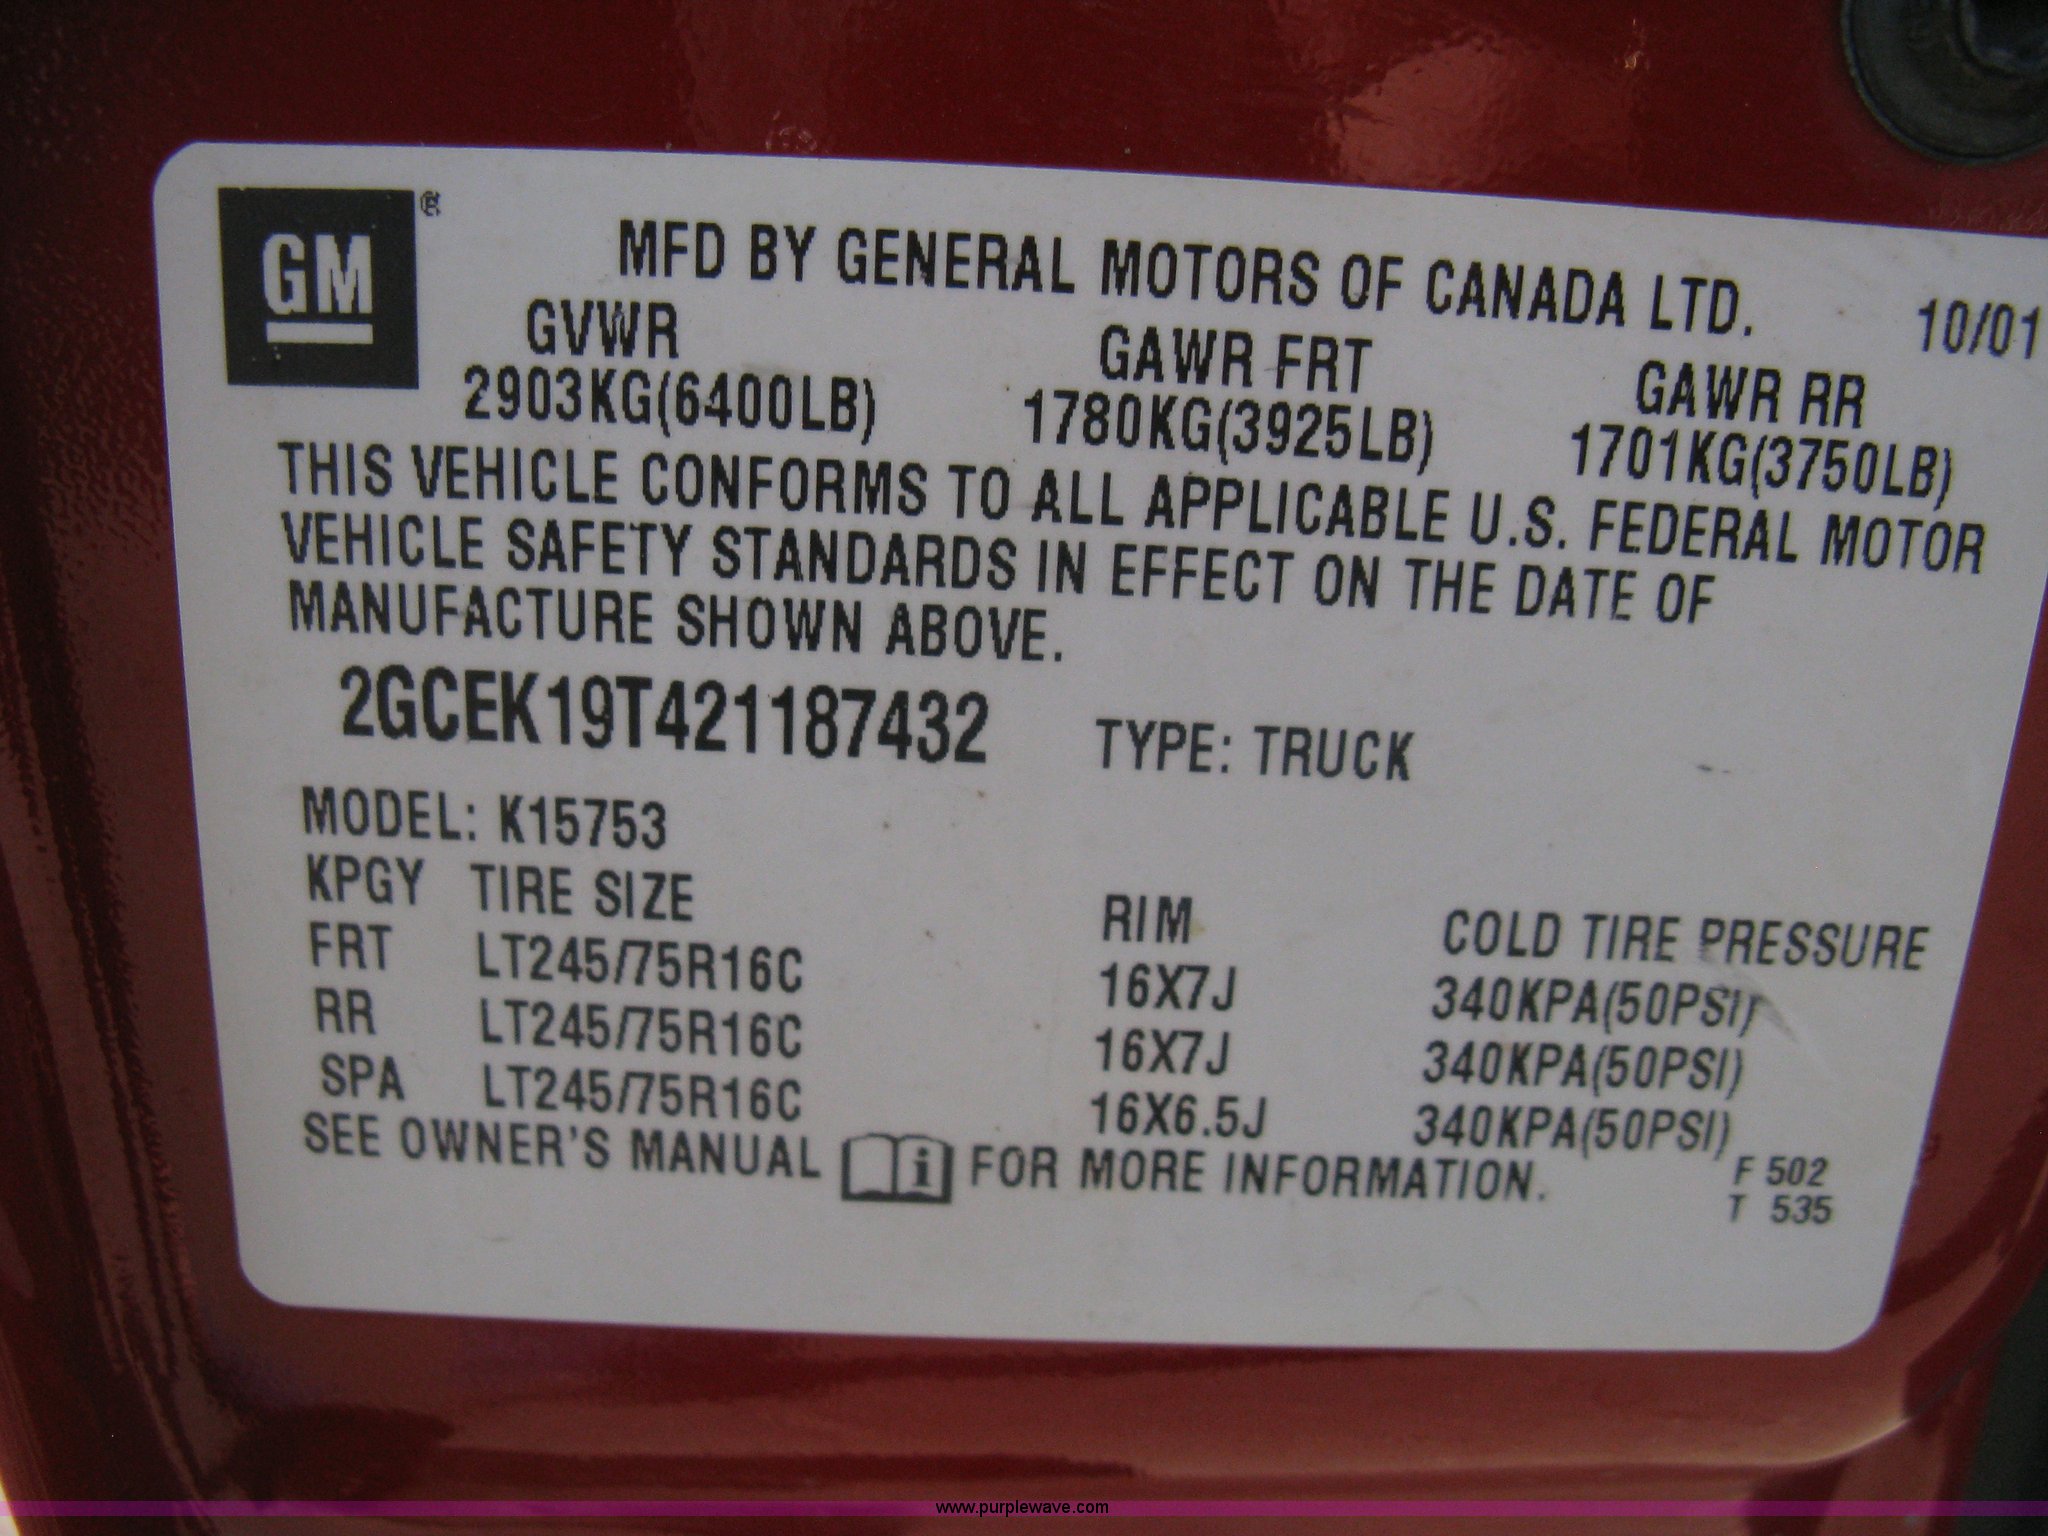 GM ®
MFD BY GENERAL MOTORS OF CANADA LTD.
10/01
GVWR GAWR FRT GAWR RR
2903KG(6400LB) 1780KG(3925LB) 1701KG(3750LB)
THIS VEHICLE CONFORMS TO ALL APPLICABLE U.S. FEDERAL MOTOR
VEHICLE SAFETY STANDARDS IN EFFECT ON THE DATE OF
MANUFACTURE SHOWN ABOVE.
2GCEK19T421187432 TYPE: TRUCK
MODEL: K15753
KPGY TIRE SIZE RIM COLD TIRE PRESSURE
FRT LT245/75R16C 16X7J 340KPA(50PSI)
RR LT245/75R16C 16X7J 340KPA(50PSI)
SPA LT245/75R16C 16X6.5J 340KPA(50PSI)
SEE OWNER'S MANUAL i FOR MORE INFORMATION.
F 502
T 535
www.purplewave.com